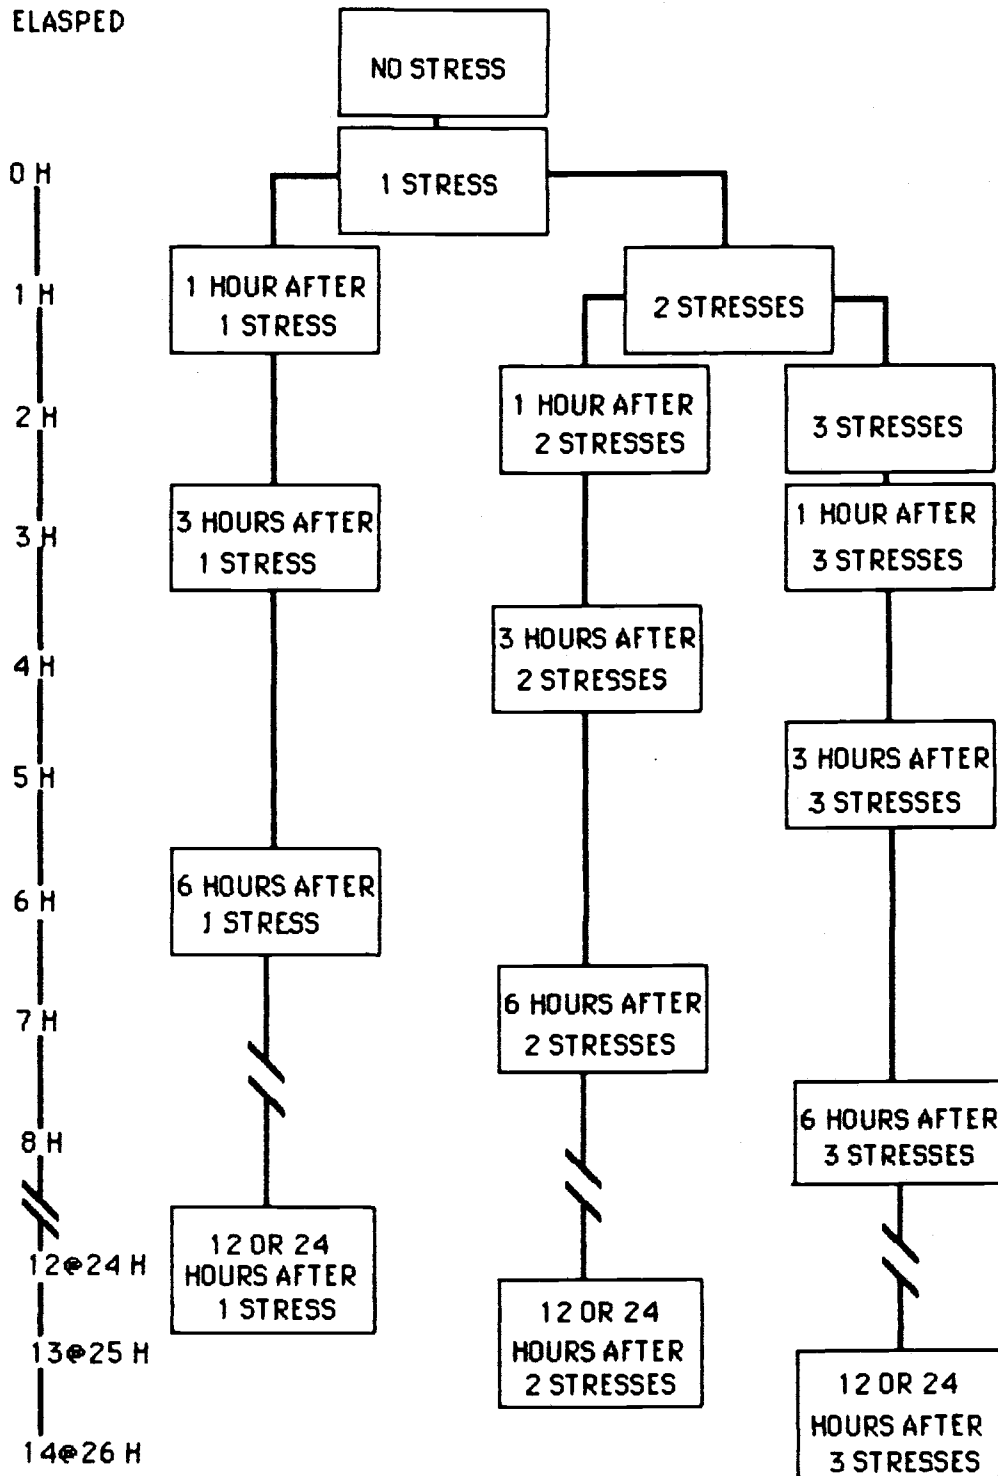 ELASPED
NO STRESS
0 H
1 STRESS
1 H
1 HOUR AFTER
1 STRESS
2 STRESSES
2 H
1 HOUR AFTER
2 STRESSES
3 STRESSES
3 H
3 HOURS AFTER
1 STRESS
1 HOUR AFTER
3 STRESSES
4 H
3 HOURS AFTER
2 STRESSES
5 H
3 HOURS AFTER
3 STRESSES
6 H
6 HOURS AFTER
1 STRESS
7 H
6 HOURS AFTER
2 STRESSES
8 H
6 HOURS AFTER
3 STRESSES
12@24 H
12 OR 24
HOURS AFTER
1 STRESS
13@25 H
12 OR 24
HOURS AFTER
2 STRESSES
14@26 H
12 OR 24
HOURS AFTER
3 STRESSES